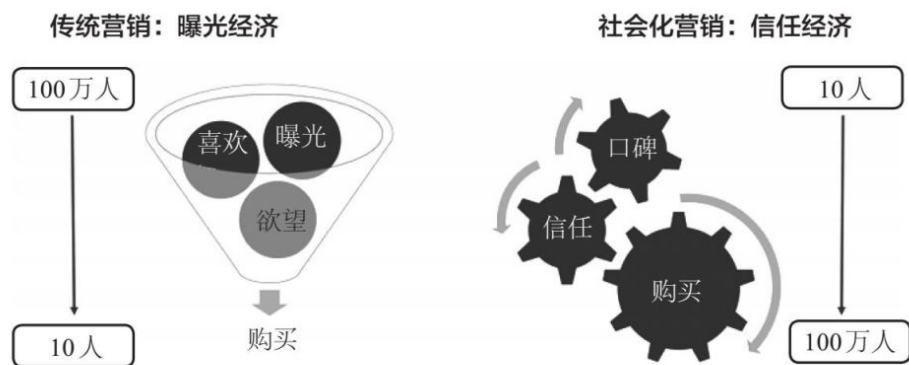 传统营销：曝光经济
100万人
喜欢
曝光
欲望
购买
10人
社会化营销：信任经济
10人
口碑
信任
购买
100万人